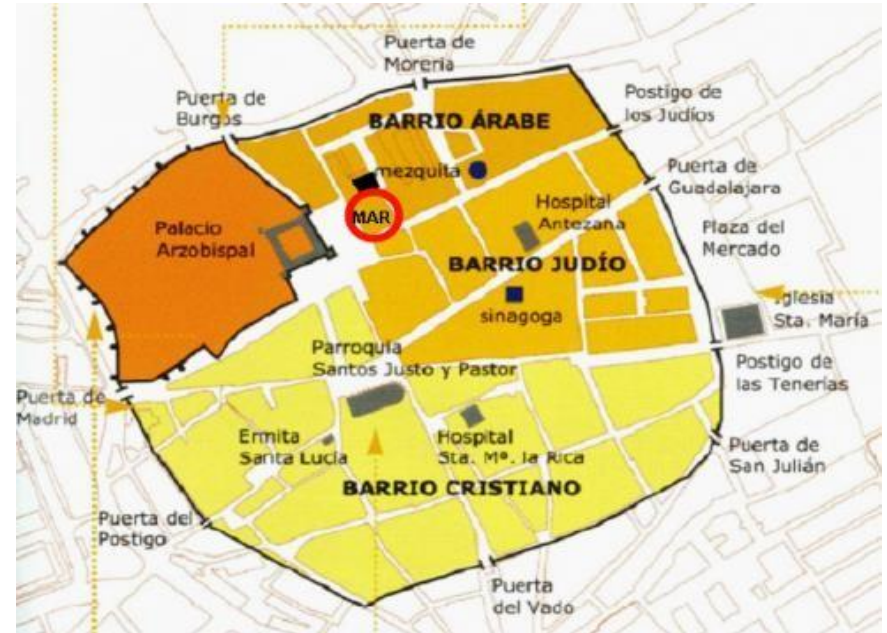 Puerta de
Morería
Puerta de
Burgos
Postigo de
los Judíos
BARRIO ÁRABE
mezquita
Puerta de
Guadalajara
MAR
Hospital
Antezana
Palacio
Arzobispal
Plaza del
Mercado
BARRIO JUDÍO
sinagoga
Iglesia
Sta. María
Parroquia
Santos Justo y Pastor
Postigo de
las Tenerías
Puerta de
Madrid
Ermita
Santa Lucía
Hospital
Sta. Mª. la Rica
Puerta de
San Julián
BARRIO CRISTIANO
Puerta del
Postigo
Puerta
del Vado